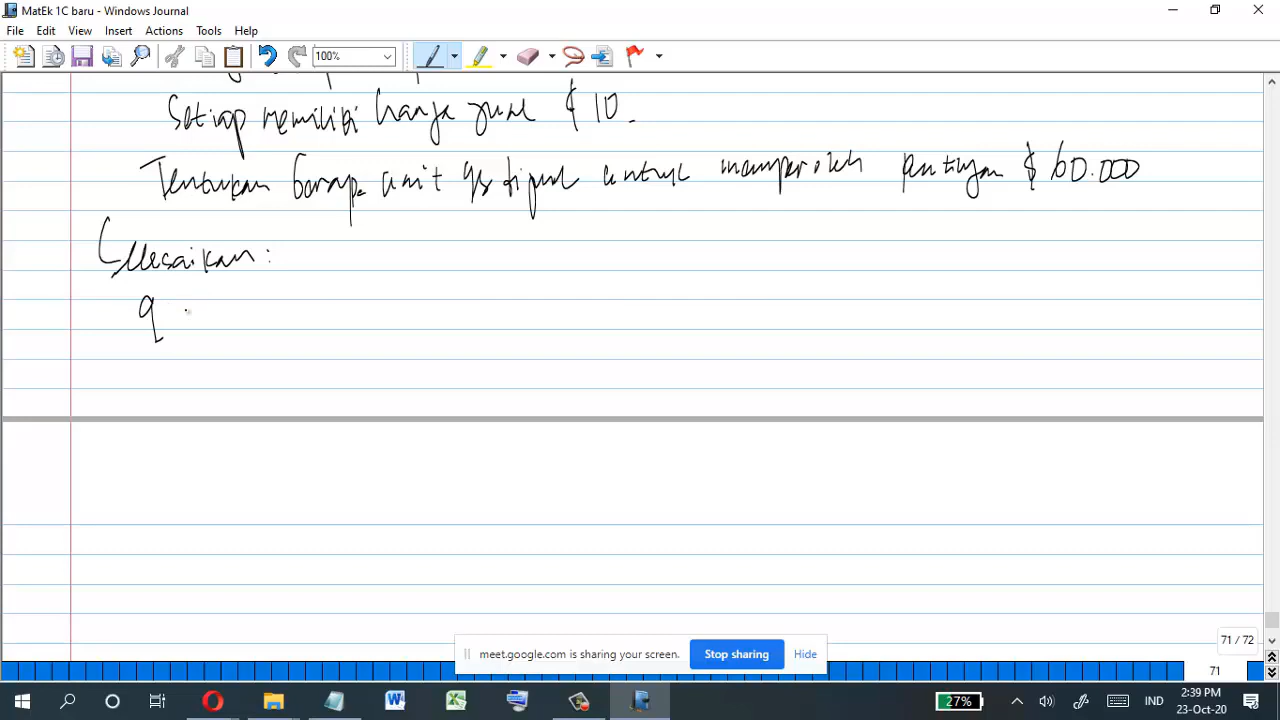 MatEk 1C baru - Windows Journal
File Edit View Insert Actions Tools Help
100%
Setiap memiliki harga jual $ 10.
Tentukan berapa unit yg dijual untuk memperoleh $ 60.000
Selesaikan:
q
71 / 72
meet.google.com is sharing your screen. Stop sharing Hide
71
27% IND 2:39 PM
23-Oct-20